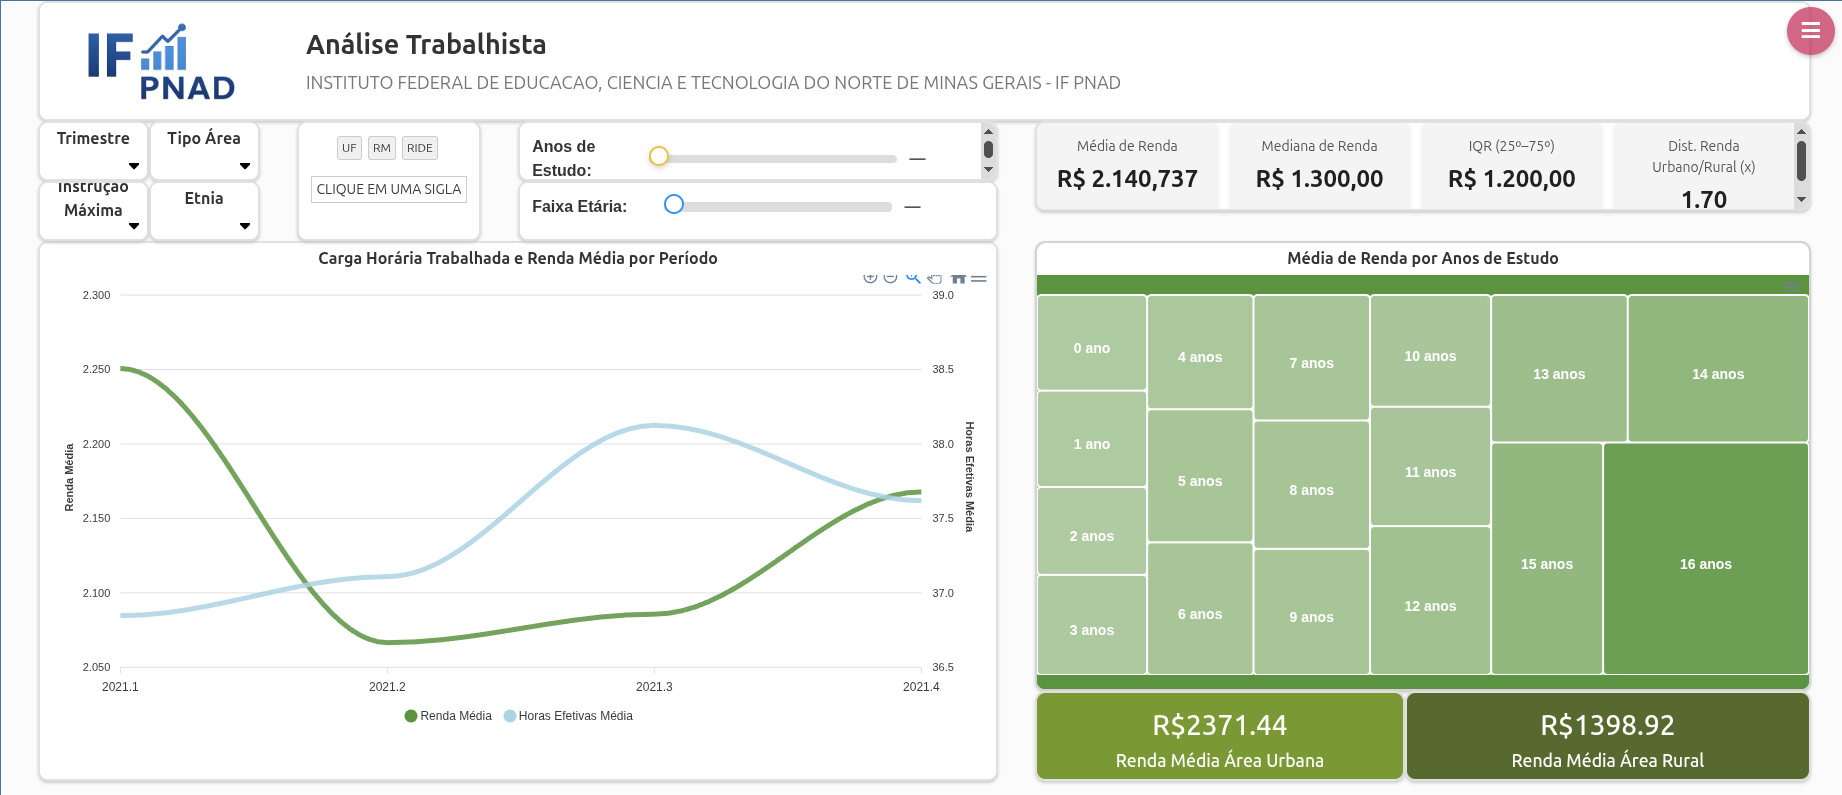 IF
PNAD
Análise Trabalhista
INSTITUTO FEDERAL DE EDUCACAO, CIENCIA E TECNOLOGIA DO NORTE DE MINAS GERAIS - IF PNAD
Trimestre
Tipo Área
Instrução
Máxima
Etnia
UF RM RIDE
CLIQUE EM UMA SIGLA
Anos de
Estudo:
—
Faixa Etária:
—
Média de Renda
R$ 2.140,737
Mediana de Renda
R$ 1.300,00
IQR (25º–75º)
R$ 1.200,00
Dist. Renda
Urbano/Rural (x)
1.70
Carga Horária Trabalhada e Renda Média por Período
2.300
2.250
2.200
2.150
2.100
2.050
Renda Média
39.0
38.5
38.0
37.5
37.0
36.5
Horas Efetivas Média
2021.1 2021.2 2021.3 2021.4
Renda Média Horas Efetivas Média
Média de Renda por Anos de Estudo
0 ano
1 ano
2 anos
3 anos
4 anos
5 anos
6 anos
7 anos
8 anos
9 anos
10 anos
11 anos
12 anos
13 anos
14 anos
15 anos
16 anos
R$2371.44
Renda Média Área Urbana
R$1398.92
Renda Média Área Rural